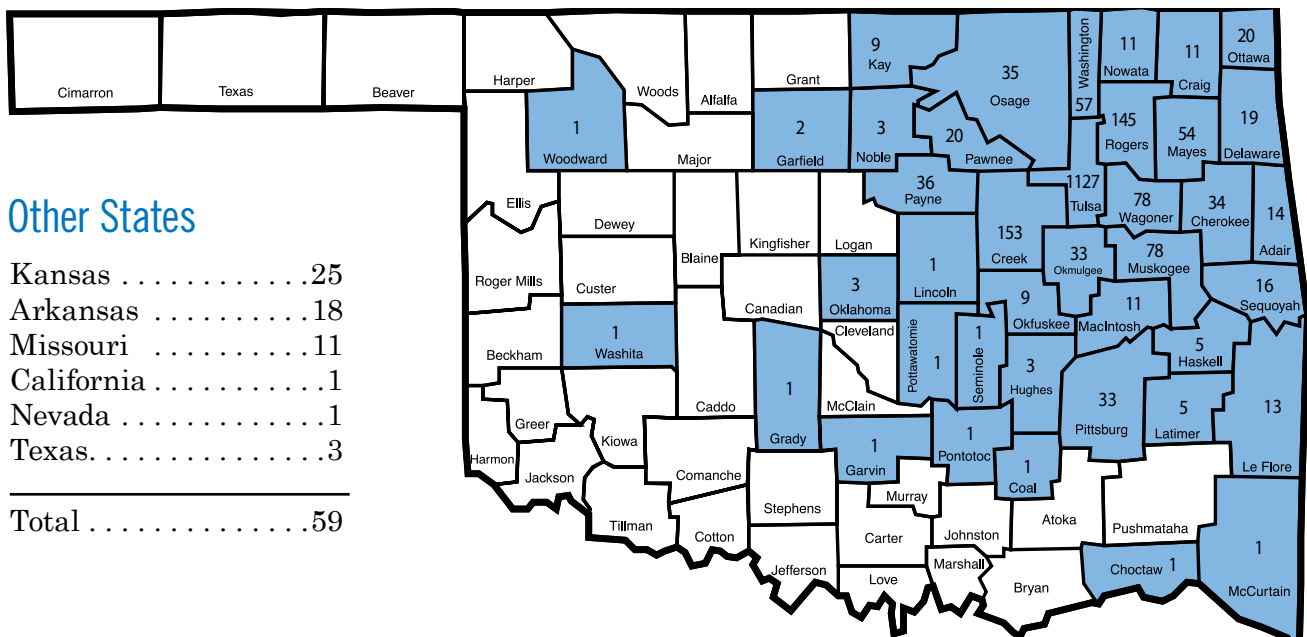 Cimarron
Texas
Beaver
Harper
Woods
Alfalfa
Grant
9
Kay
35
Osage
Washington
57
11
Nowata
11
Craig
20
Ottawa
1
Woodward
Major
2
Garfield
3
Noble
20
Pawnee
145
Rogers
54
Mayes
19
Delaware
Ellis
Dewey
Blaine
Kingfisher
Logan
36
Payne
1127
Tulsa
78
Wagoner
34
Cherokee
14
Adair
Roger Mills
Custer
Canadian
3
Oklahoma
1
Lincoln
153
Creek
33
Okmulgee
78
Muskogee
16
Sequoyah
Beckham
1
Washita
Cleveland
Pottawatomie
1
1
Seminole
9
Okfuskee
11
MacIntosh
5
Haskell
Greer
Kiowa
Caddo
1
Grady
McClain
3
Hughes
33
Pittsburg
5
Latimer
13
Le Flore
Harmon
Jackson
Comanche
1
Garvin
1
Pontotoc
1
Coal
Tillman
Cotton
Stephens
Murray
Carter
Johnston
Atoka
Pushmataha
Jefferson
Love
Marshall
Bryan
Choctaw 1
1
McCurtain
Other States
Kansas . . . . . . . . . . . .25
Arkansas . . . . . . . . . .18
Missouri . . . . . . . . . . .11
California . . . . . . . . . . .1
Nevada . . . . . . . . . . . . .1
Texas. . . . . . . . . . . . . . .3
Total . . . . . . . . . . . . . .59